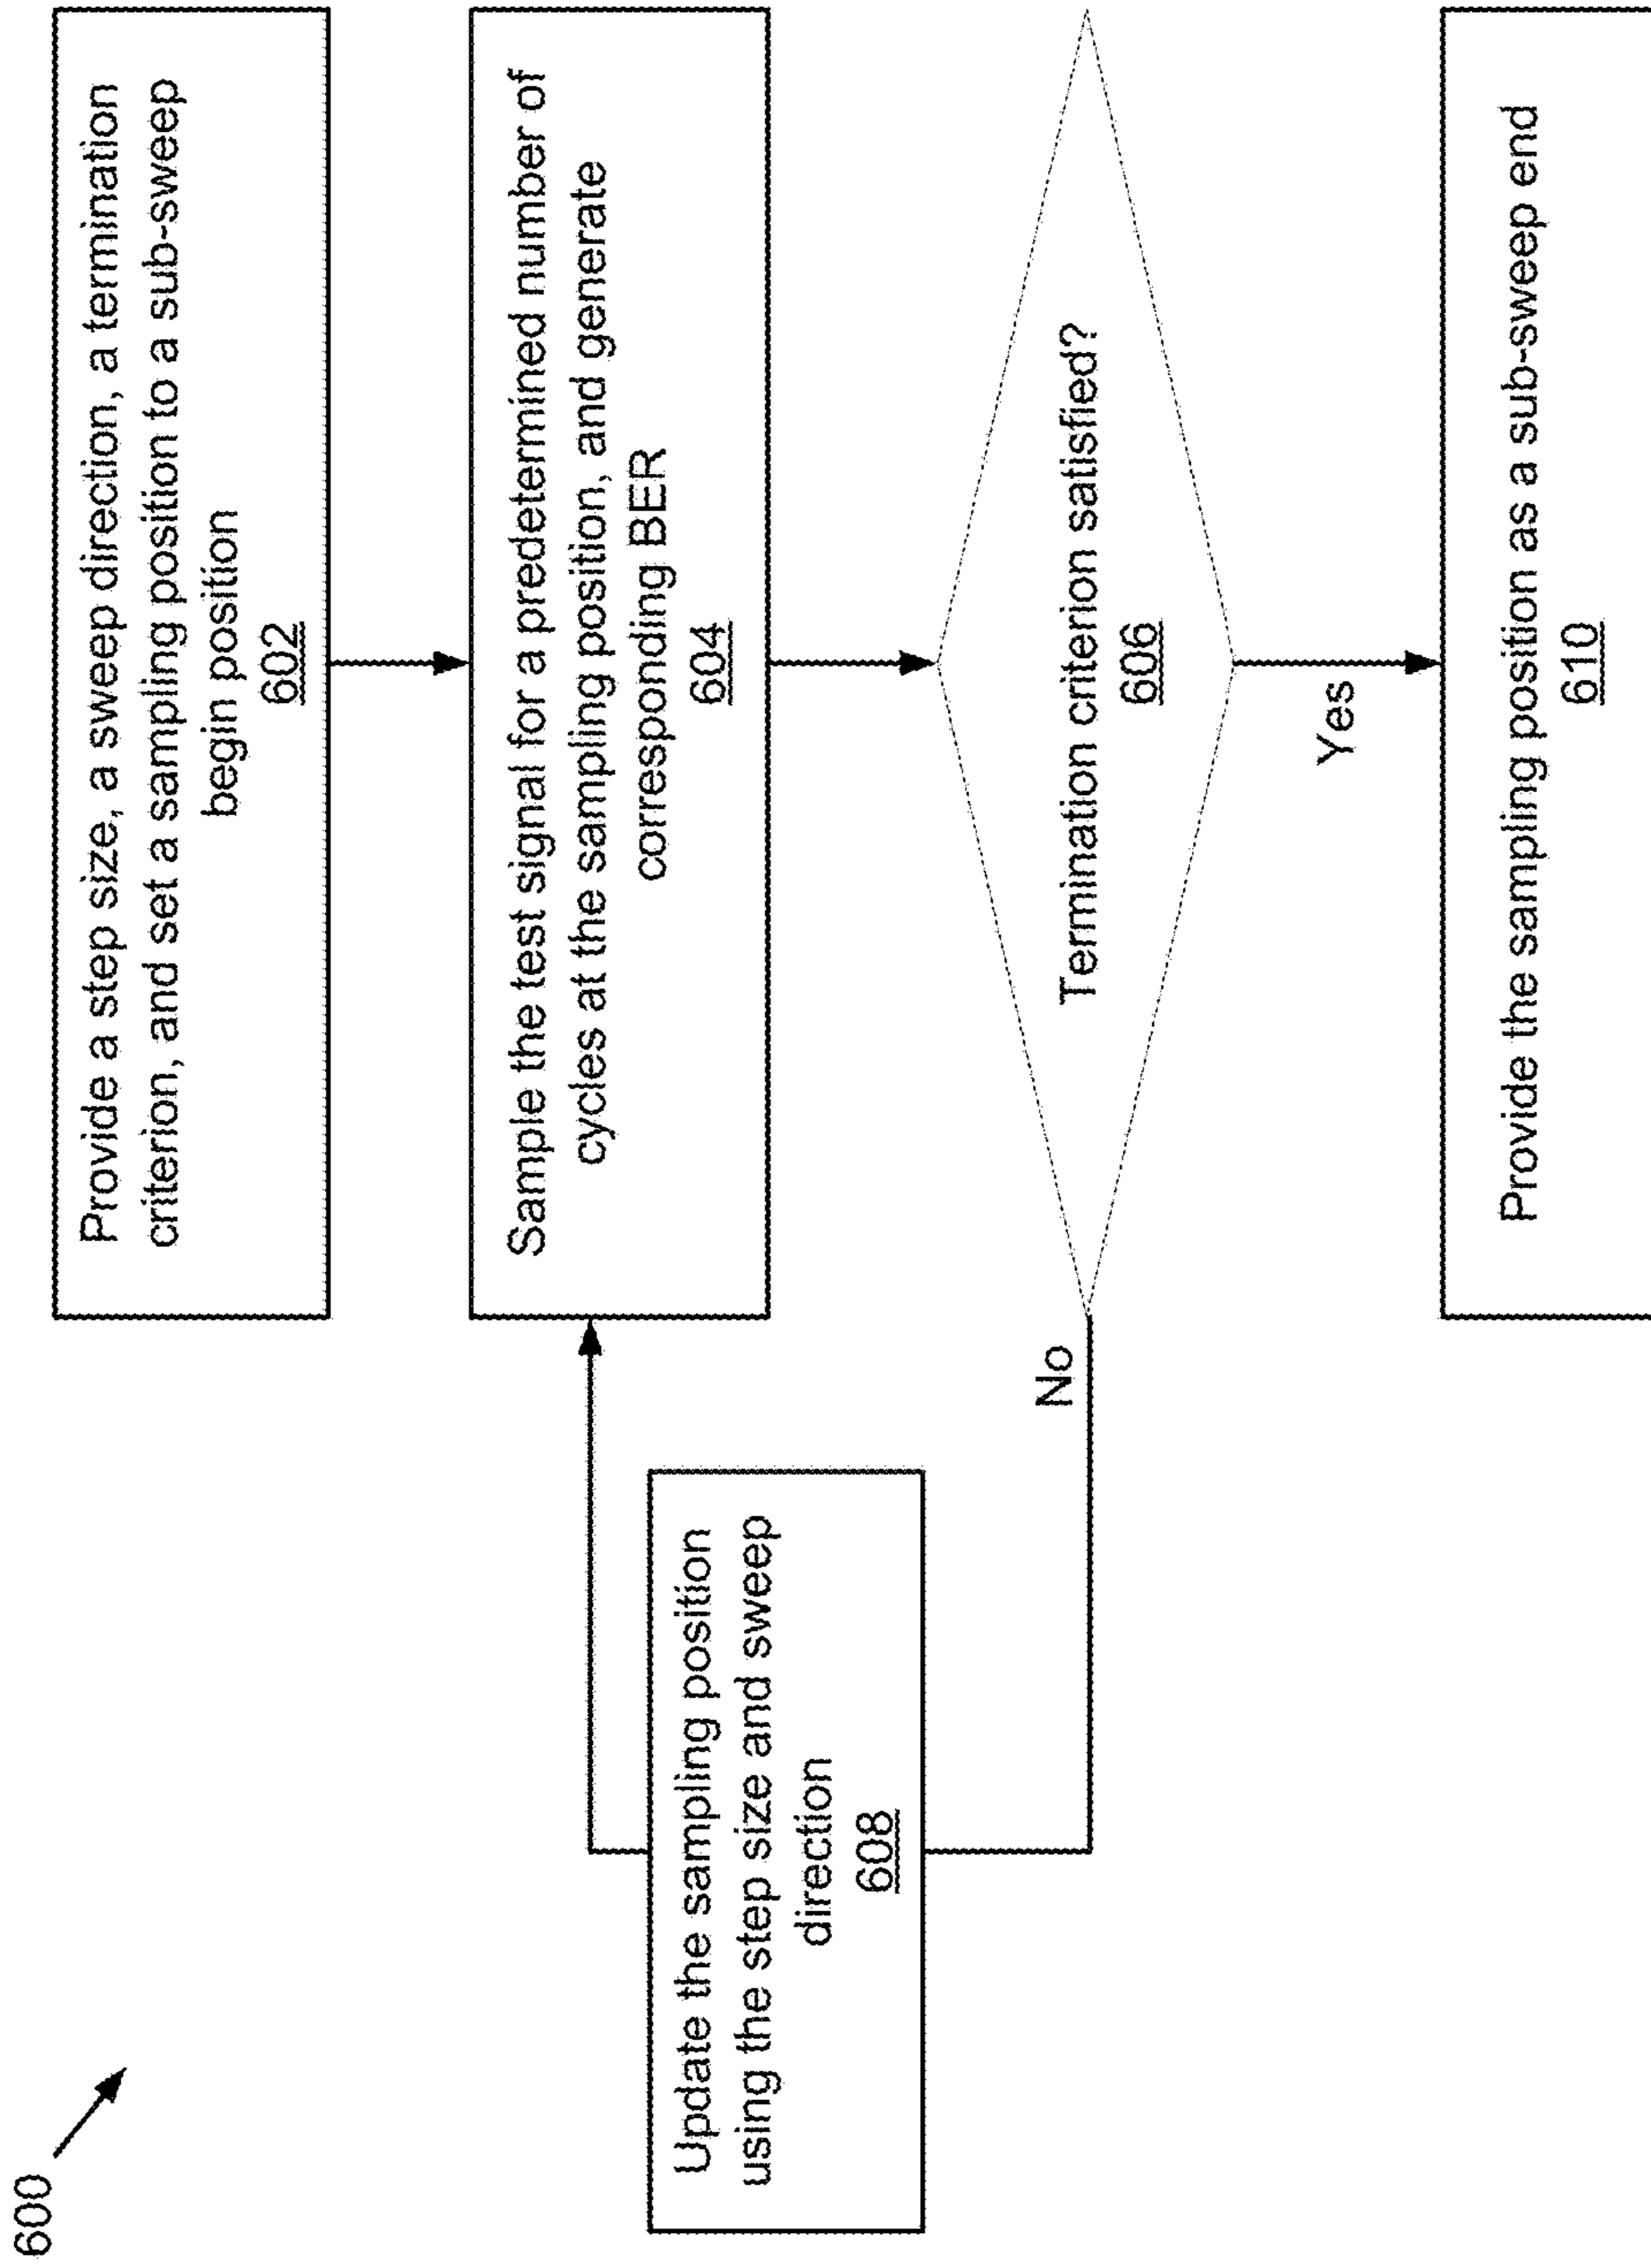 600
Provide a step size, a sweep direction, a termination
criterion, and set a sampling position to a sub-sweep
begin position
602
Sample the test signal for a predetermined number of
cycles at the sampling position, and generate
corresponding BER
604
Termination criterion satisfied?
606
No
Update the sampling position
using the step size and sweep
direction
608
Yes
Provide the sampling position as a sub-sweep end
610